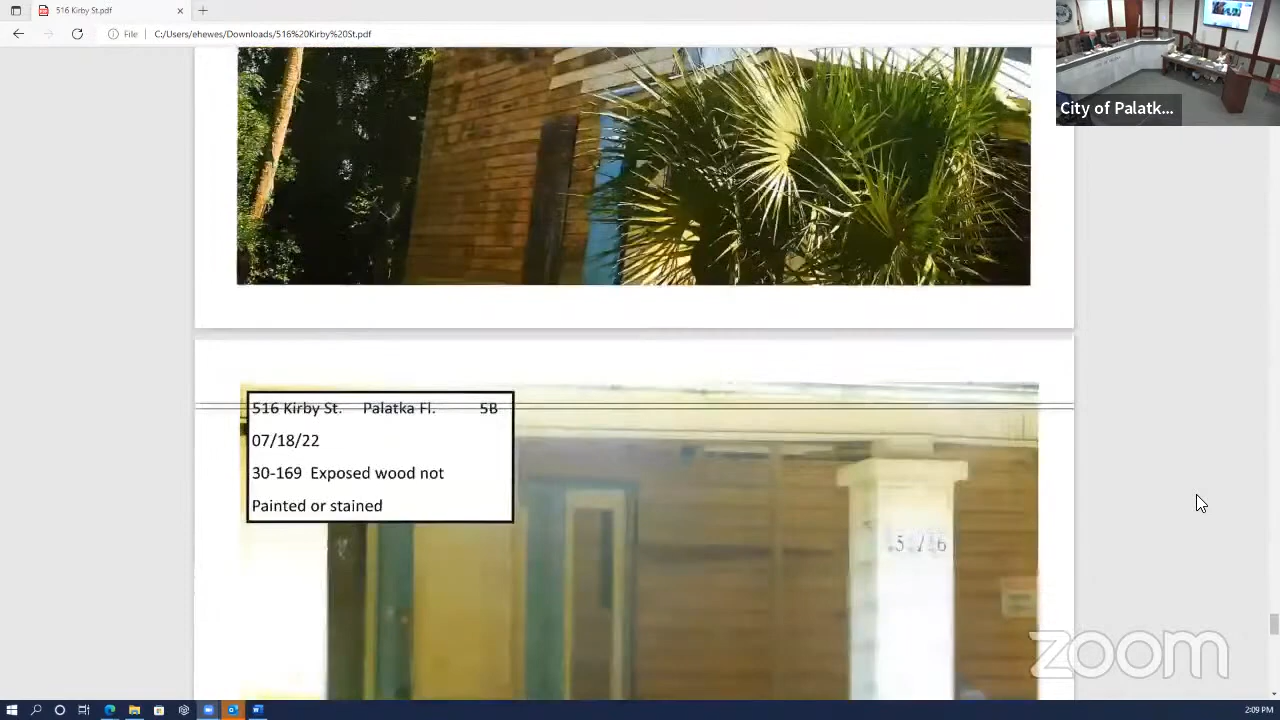 516 Kirby St.pdf
File
C:/Users/ehewes/Downloads/516%20Kirby%20St.pdf
City of Palatk...
516 Kirby St. Palatka Fl. 5B
07/18/22
30-169 Exposed wood not
Painted or stained
516
zoom
2:09 PM